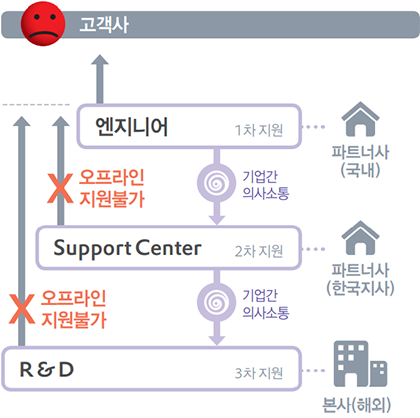 고객사
엔지니어 1차 지원
파트너사
(국내)
X 오프라인
지원불가
기업간
의사소통
Support Center 2차 지원
파트너사
(한국지사)
X 오프라인
지원불가
기업간
의사소통
R & D 3차 지원
본사(해외)